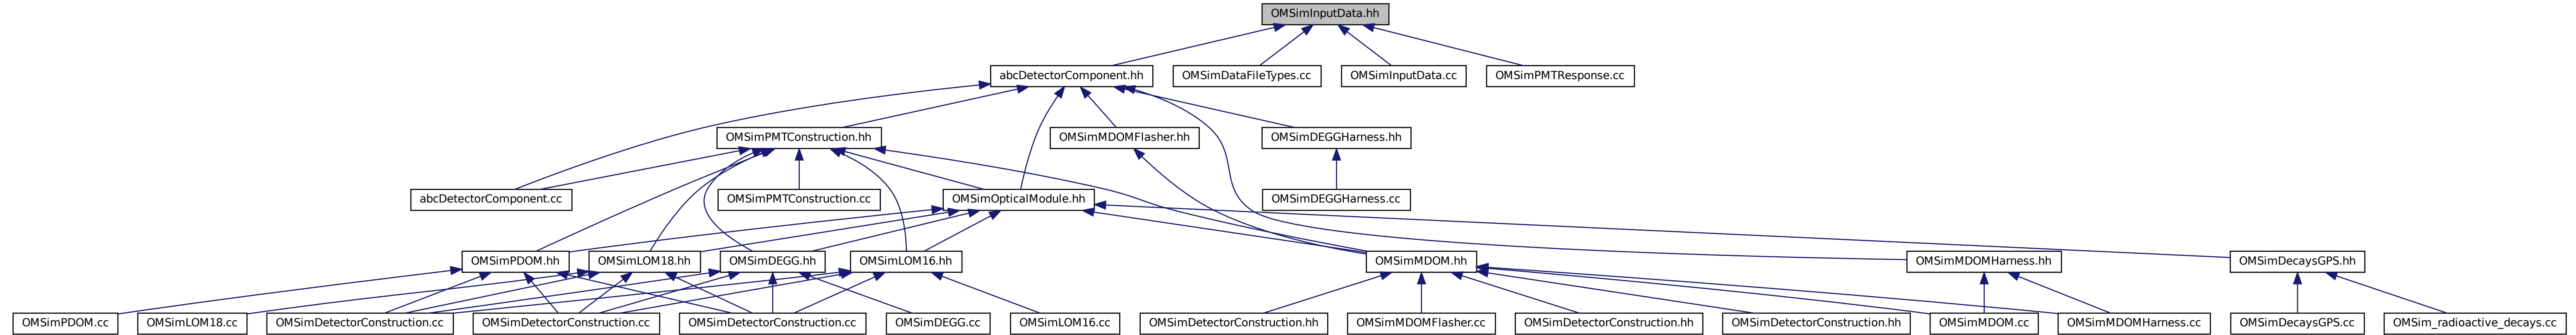 OMSimInputData.hh
abcDetectorComponent.hh
OMSimDataFileTypes.cc
OMSimInputData.cc
OMSimPMTResponse.cc
OMSimPMTConstruction.hh
OMSimMDOMFlasher.hh
OMSimDEGGHarness.hh
abcDetectorComponent.cc
OMSimPMTConstruction.cc
OMSimOpticalModule.hh
OMSimDEGGHarness.cc
OMSimPDOM.hh
OMSimLOM18.hh
OMSimDEGG.hh
OMSimLOM16.hh
OMSimMDOM.hh
OMSimMDOMHarness.hh
OMSimDecaysGPS.hh
OMSimPDOM.cc
OMSimLOM18.cc
OMSimDetectorConstruction.cc
OMSimDetectorConstruction.cc
OMSimDetectorConstruction.cc
OMSimDEGG.cc
OMSimLOM16.cc
OMSimDetectorConstruction.hh
OMSimMDOMFlasher.cc
OMSimDetectorConstruction.hh
OMSimDetectorConstruction.hh
OMSimMDOM.cc
OMSimMDOMHarness.cc
OMSimDecaysGPS.cc
OMSim_radioactive_decays.cc